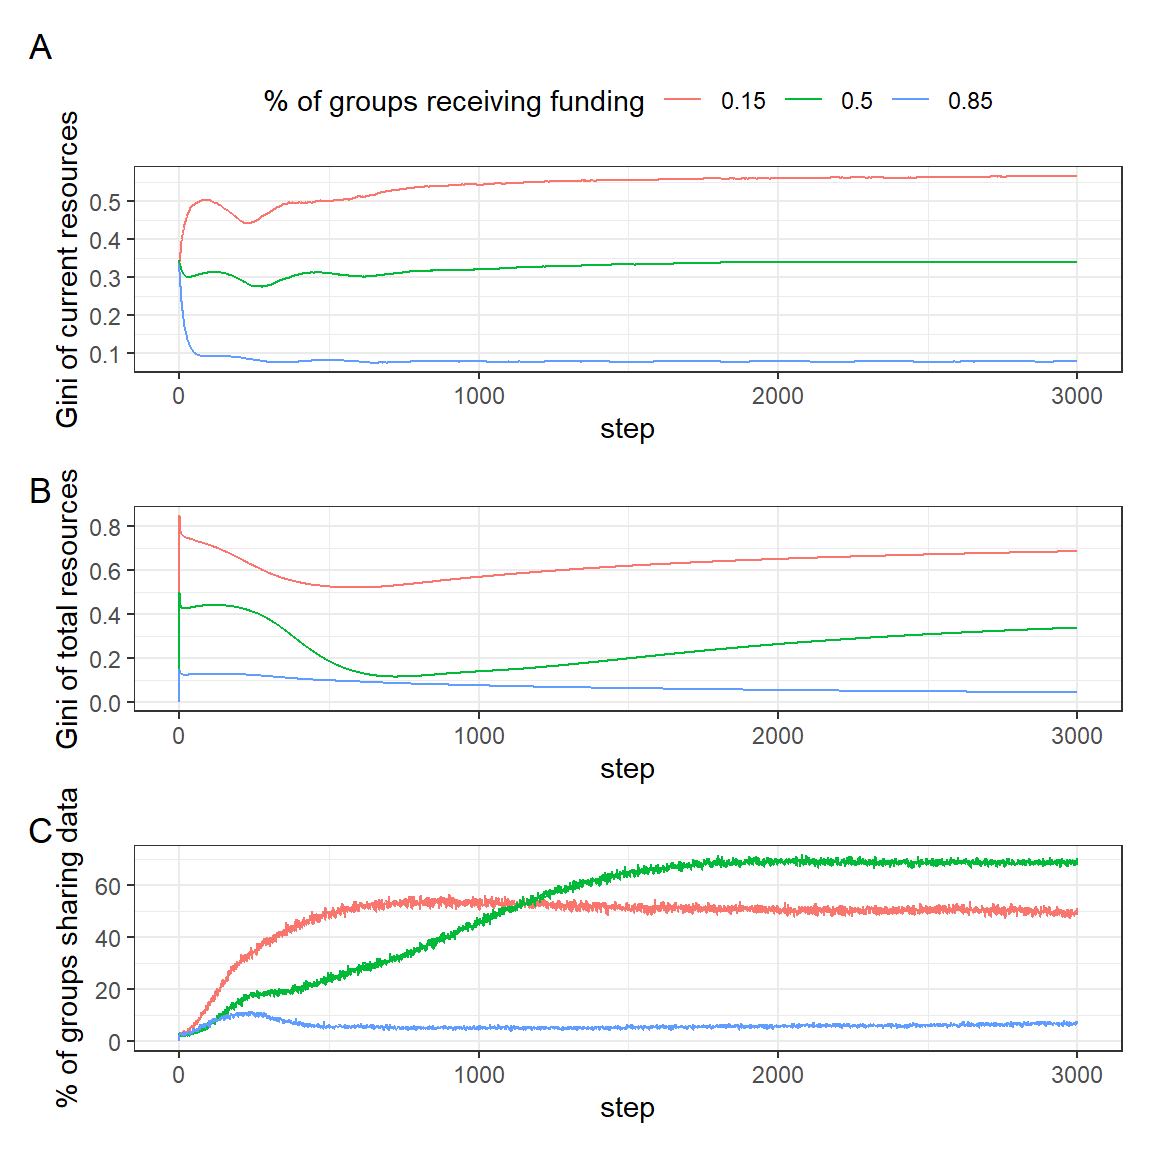 A
% of groups receiving funding 0.15 0.5 0.85
Gini of current resources
0.5
0.4
0.3
0.2
0.1
0 1000 2000 3000
step
B
Gini of total resources
0.8
0.6
0.4
0.2
0.0
0 1000 2000 3000
step
C
% of groups sharing data
60
40
20
0
0 1000 2000 3000
step